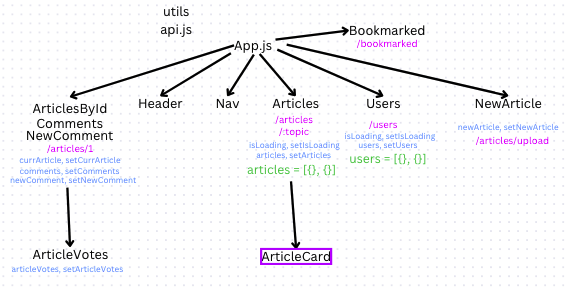 utils
api.js
App.js
Bookmarked
/bookmarked
ArticlesById
Comments
NewComment
/articles/1
currArticle, setCurrArticle
comments, setComments
newComment, setNewComment
Header
Nav
Articles
/articles
/:topic
isLoading, setIsLoading
articles, setArticles
articles = [{}, {}]
Users
/users
isLoading, setIsLoading
users, setUsers
users = [{}, {}]
NewArticle
newArticle, setNewArticle
/articles/upload
ArticleVotes
articleVotes, setArticleVotes
ArticleCard